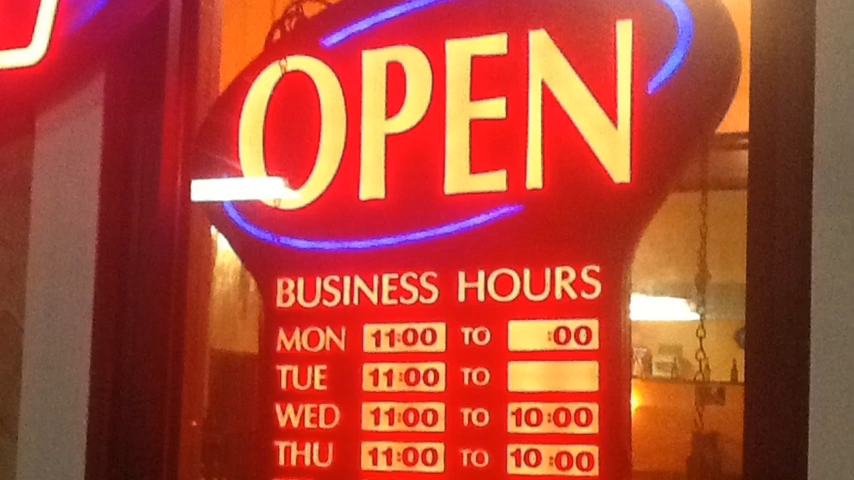 OPEN
BUSINESS HOURS
MON 11:00 TO :00
TUE 11:00 TO
WED 11:00 TO 10:00
THU 11:00 TO 10:00